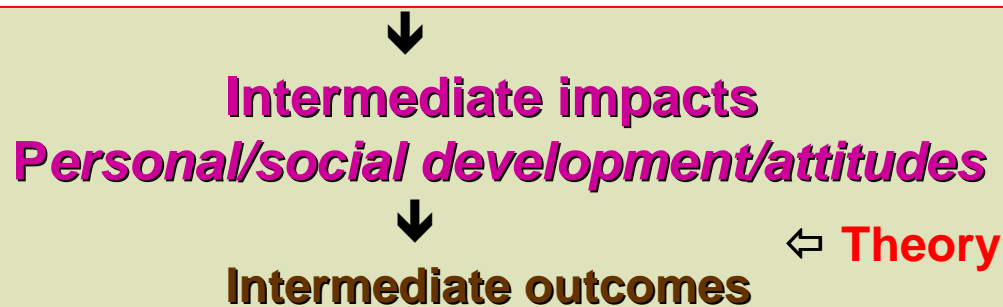 Intermediate impacts
Personal/social development/attitudes
Theory
Intermediate outcomes